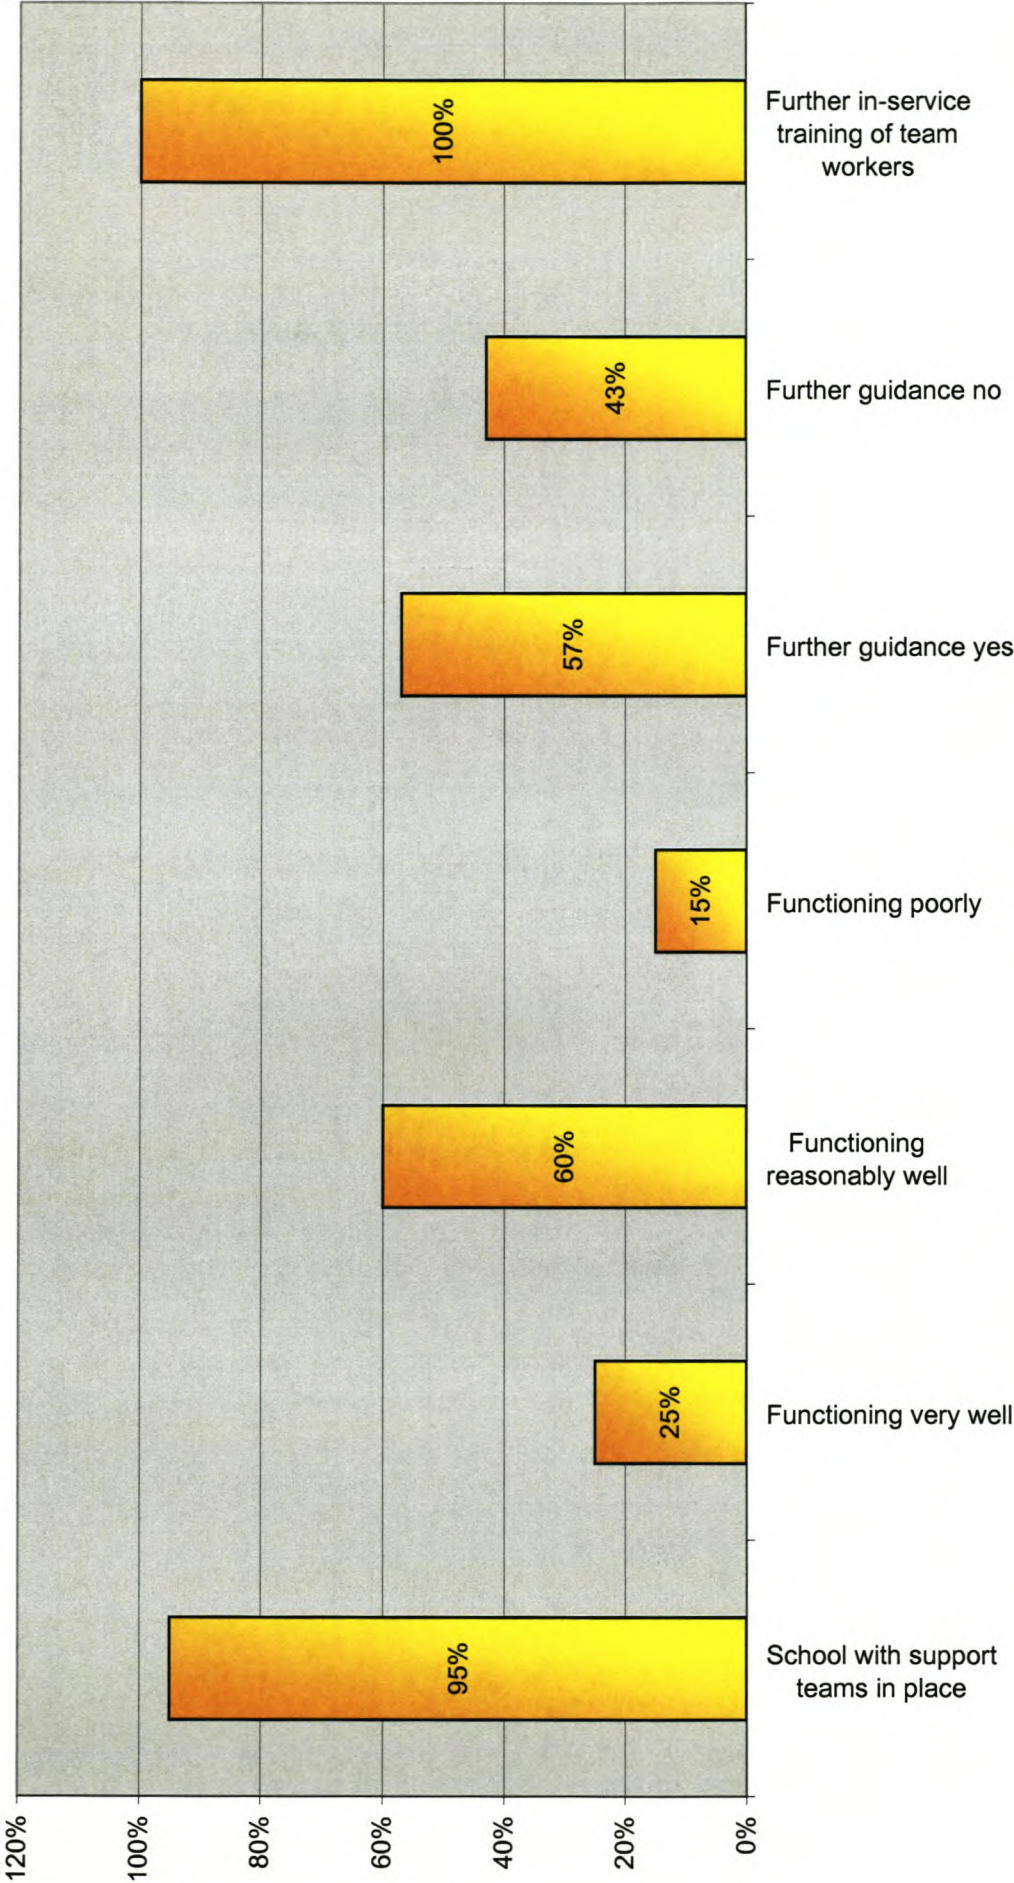 120%
100%
80%
60%
40%
20%
0%
95%
25%
60%
15%
57%
43%
100%
School with support
teams in place
Functioning very well
Functioning
reasonably well
Functioning poorly
Further guidance yes
Further guidance no
Further in-service
training of team
workers